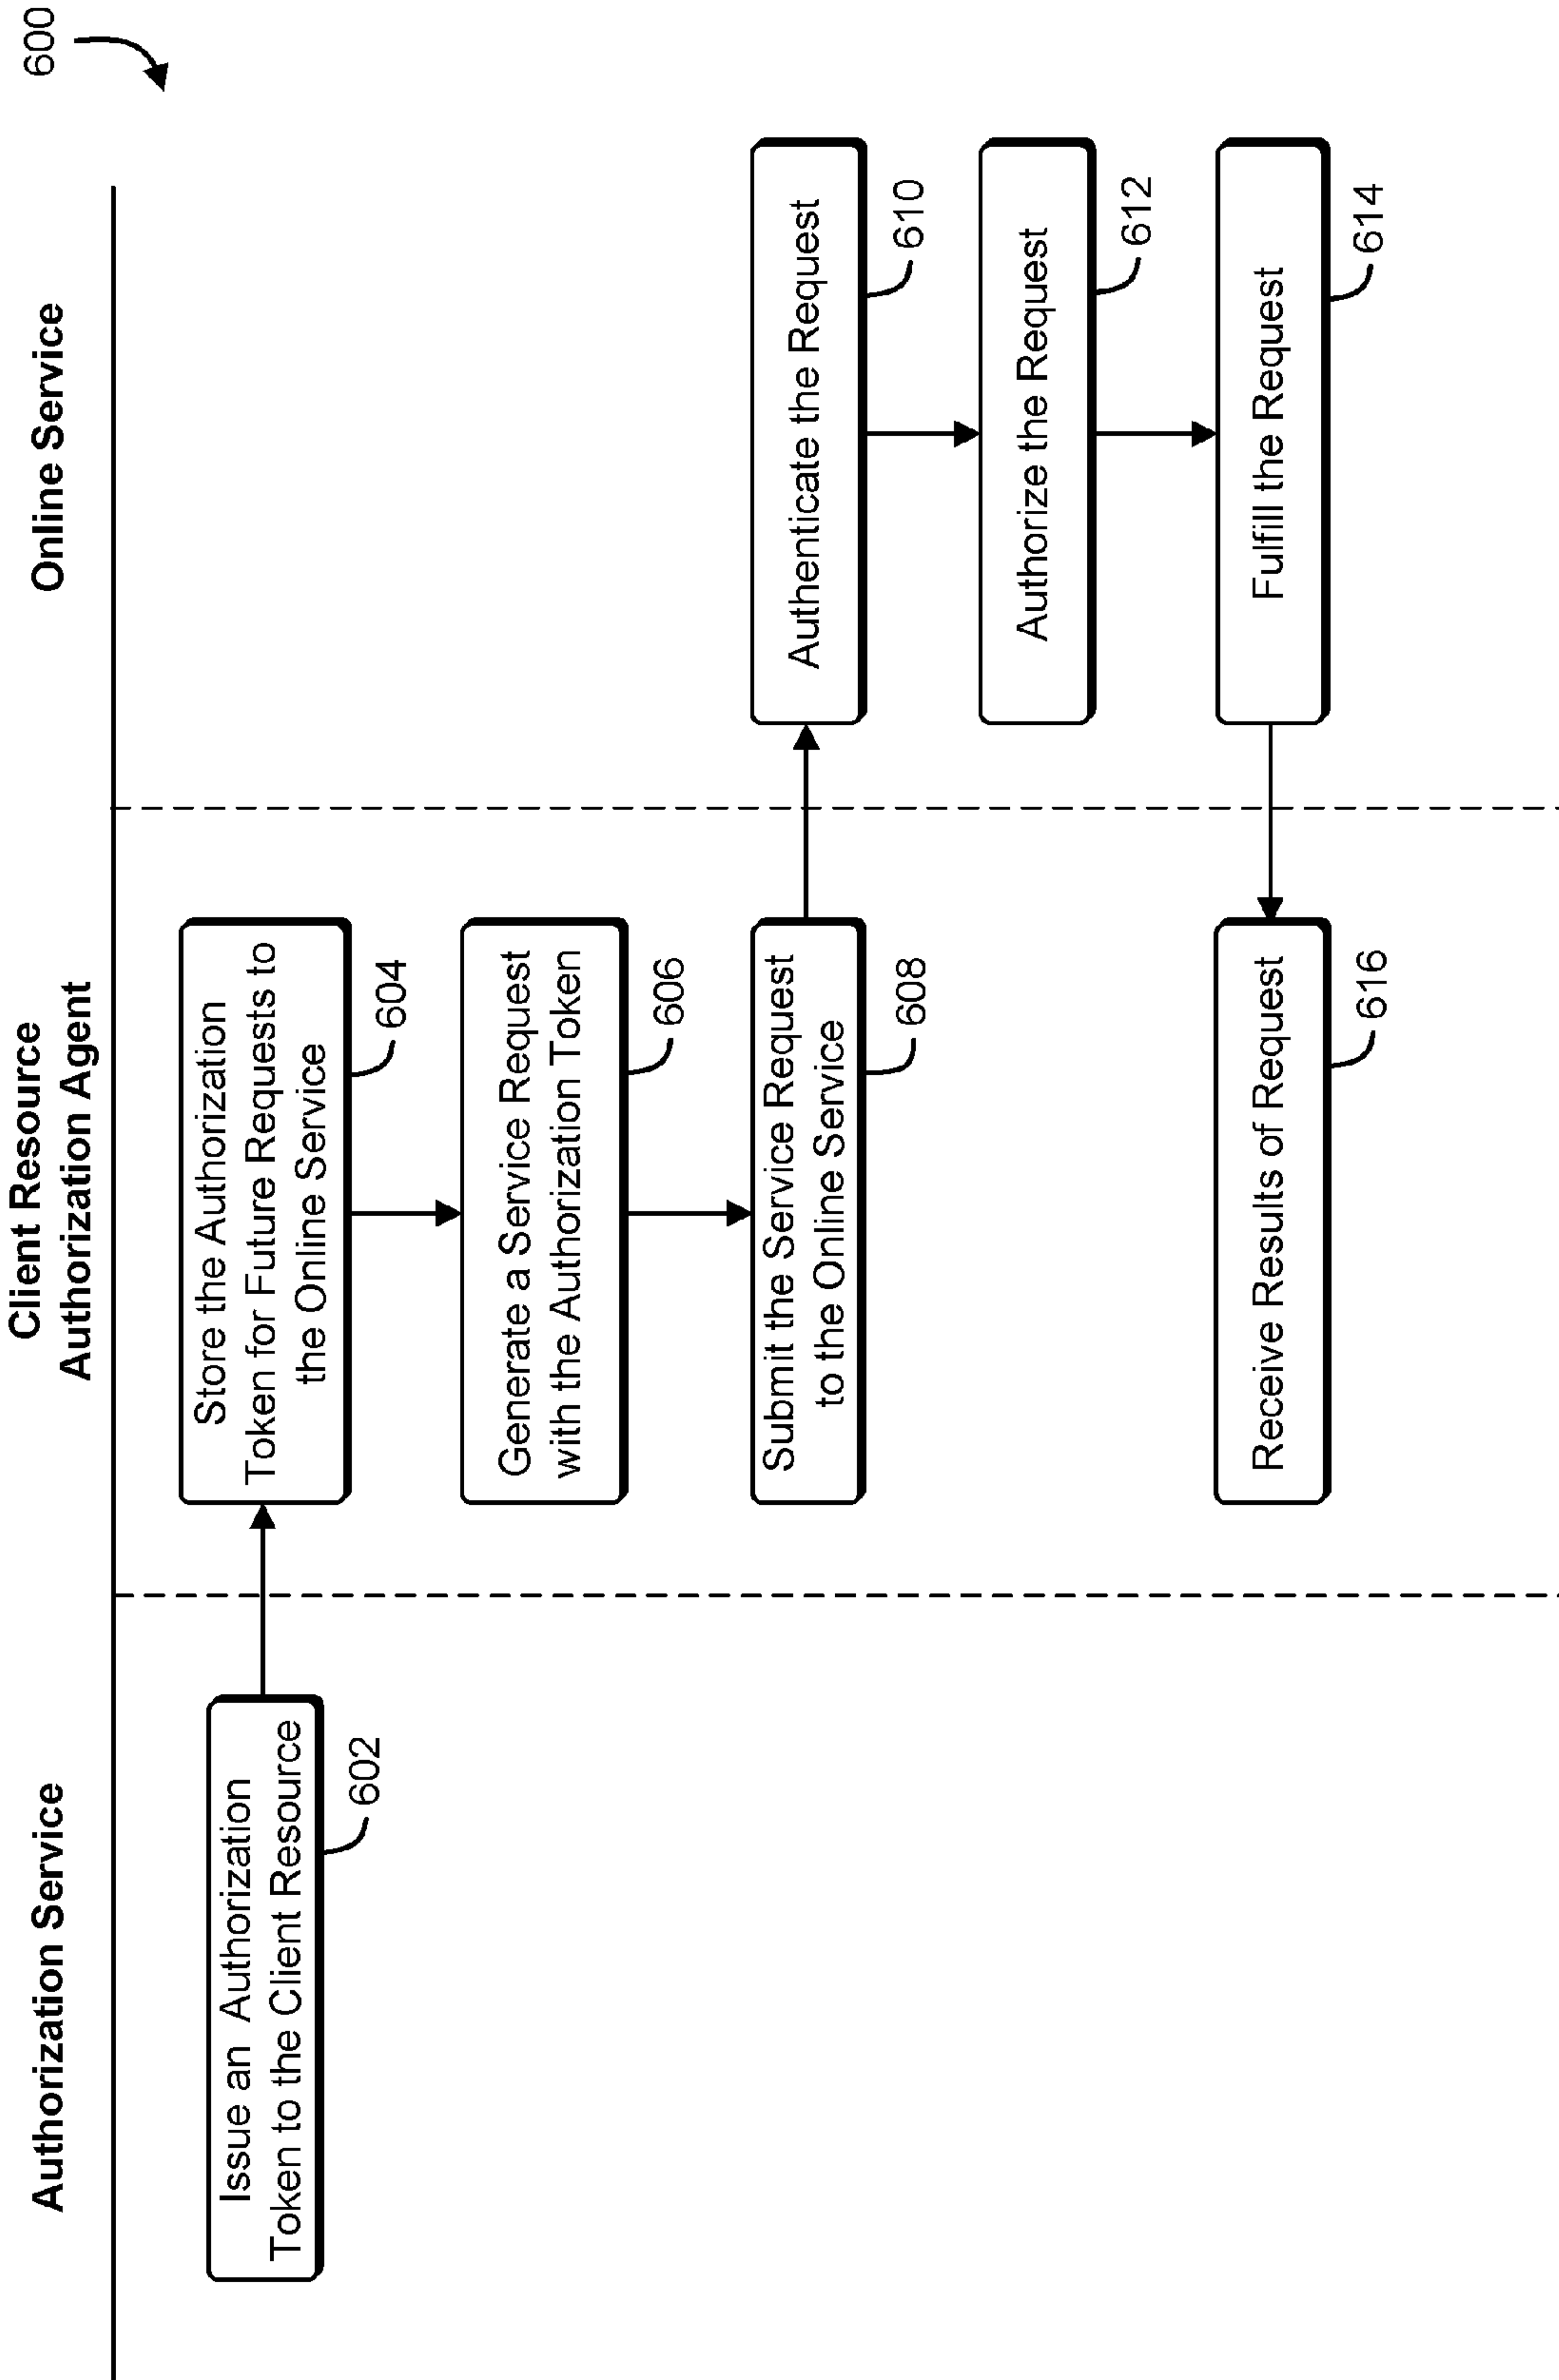 600
Authorization Service
Client Resource
Authorization Agent
Online Service
Issue an Authorization
Token to the Client Resource
602
Store the Authorization
Token for Future Requests to
the Online Service
604
Generate a Service Request
with the Authorization Token
606
Submit the Service Request
to the Online Service
608
Authenticate the Request
610
Authorize the Request
612
Fulfill the Request
614
Receive Results of Request
616